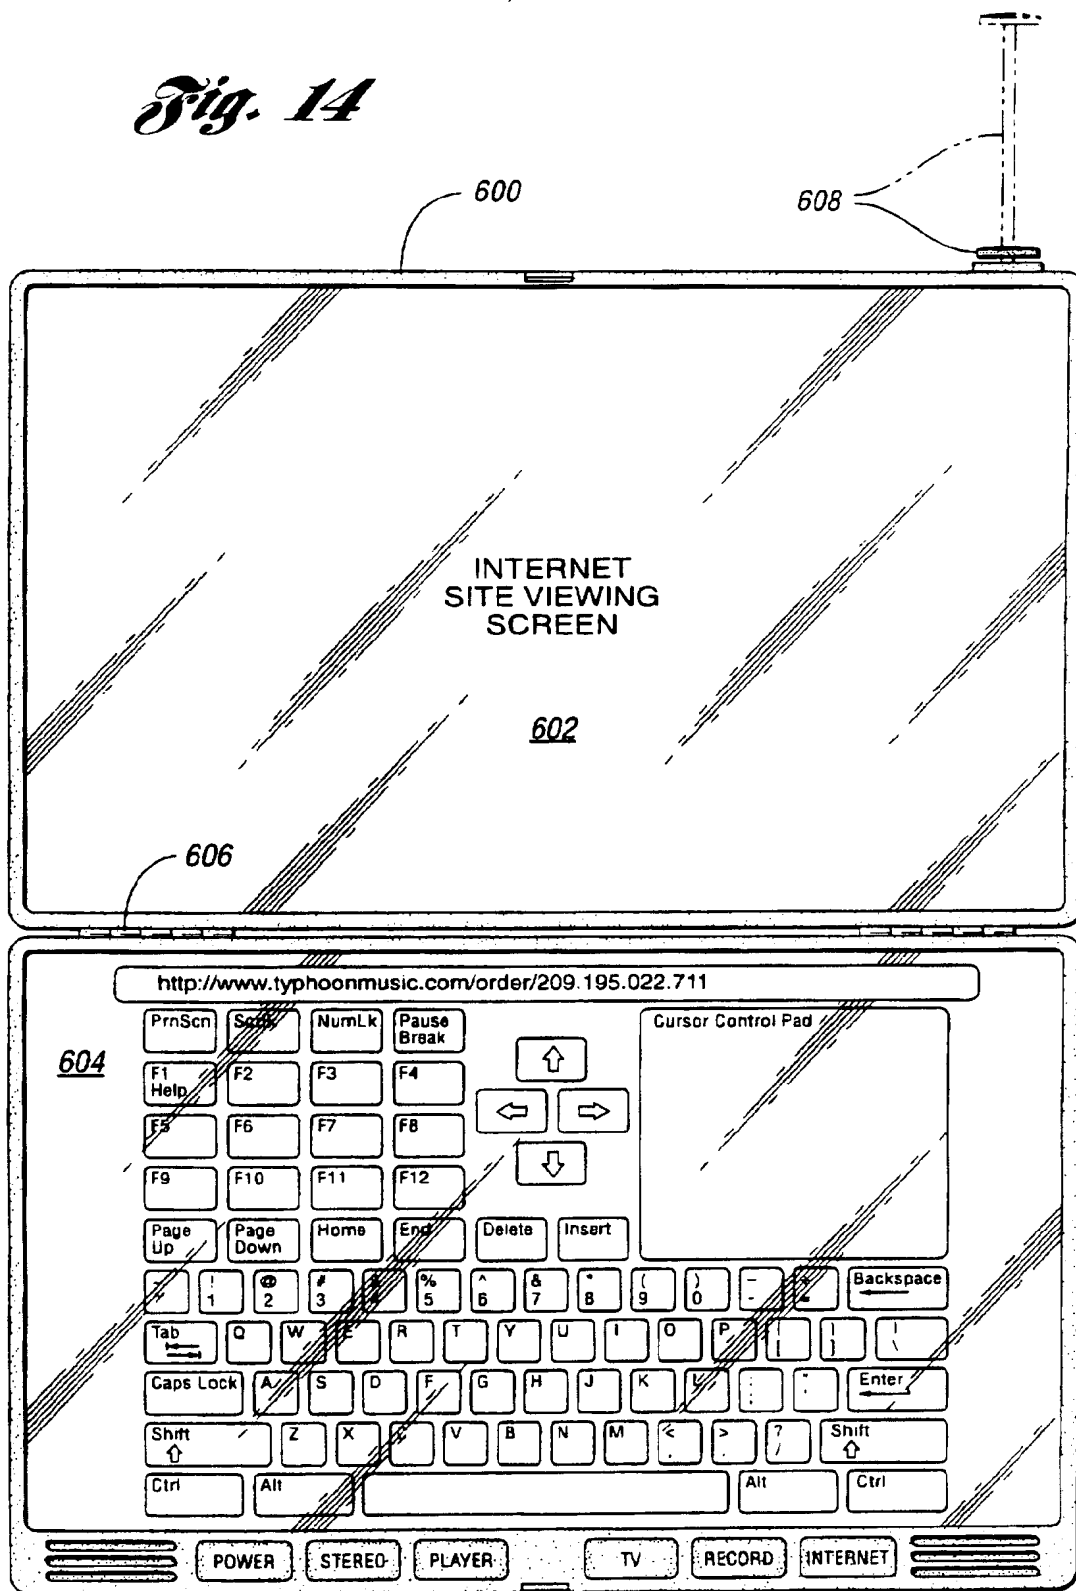 Fig. 14
600
608
INTERNET
SITE VIEWING
SCREEN
602
606
http://www.typhoonmusic.com/order/209.195.022.711
604
PrnScn NumLk Pause
Break
Cursor Control Pad
F1
Help
F2 F3 F4
F5 F6 F7 F8
F9 F10 F11 F12
Page
Up
Page
Down
Home End Delete Insert
! @ # % ^ & * ( ) – + Backspace
1 2 3 4 5 6 7 8 9 0 - =
Tab Q W E R T Y U I O P [ ] \
Caps Lock A S D F G H J K L Enter
Shift Z X C V B N M < > ? / Shift
Ctrl Alt Alt Ctrl
POWER STEREO PLAYER TV RECORD INTERNET